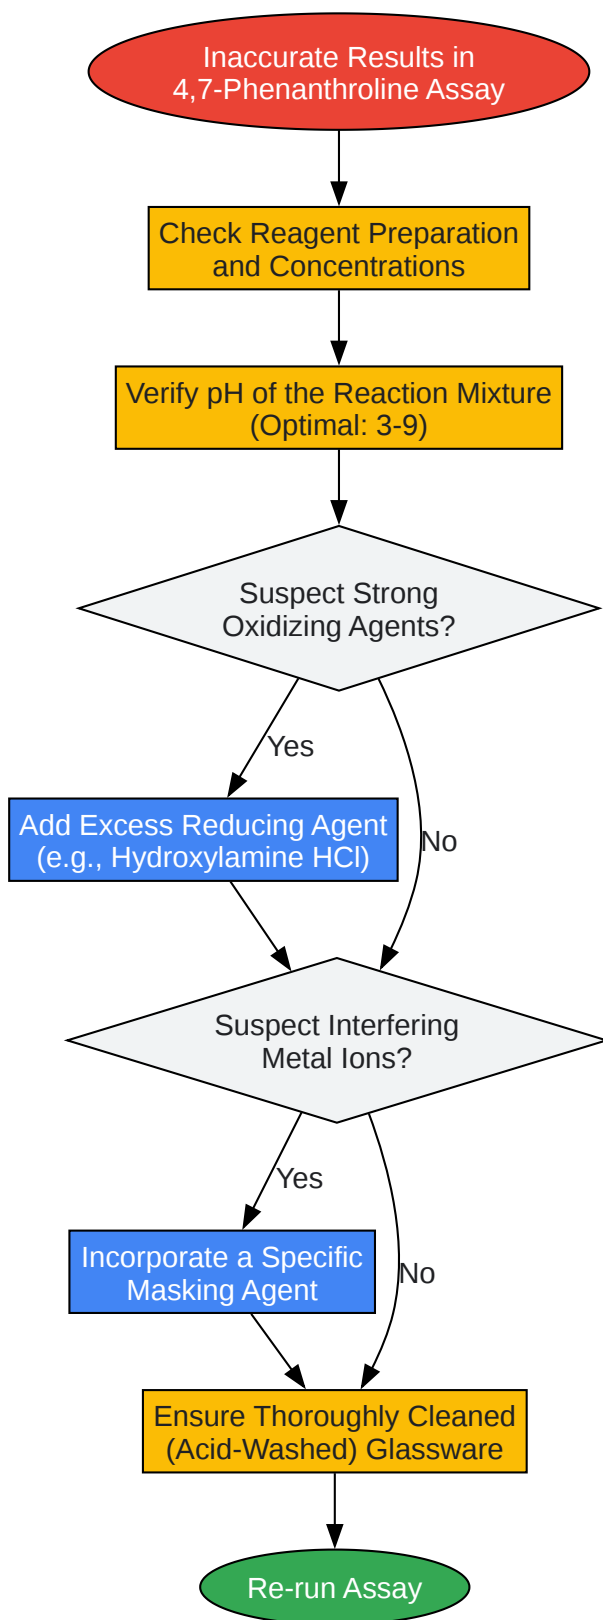 Inaccurate Results in
4,7-Phenanthroline Assay
Check Reagent Preparation
and Concentrations
Verify pH of the Reaction Mixture
(Optimal: 3-9)
Suspect Strong
Oxidizing Agents?
Yes
Add Excess Reducing Agent
(e.g., Hydroxylamine HCl)
No
Suspect Interfering
Metal Ions?
Yes
Incorporate a Specific
Masking Agent
No
Ensure Thoroughly Cleaned
(Acid-Washed) Glassware
Re-run Assay